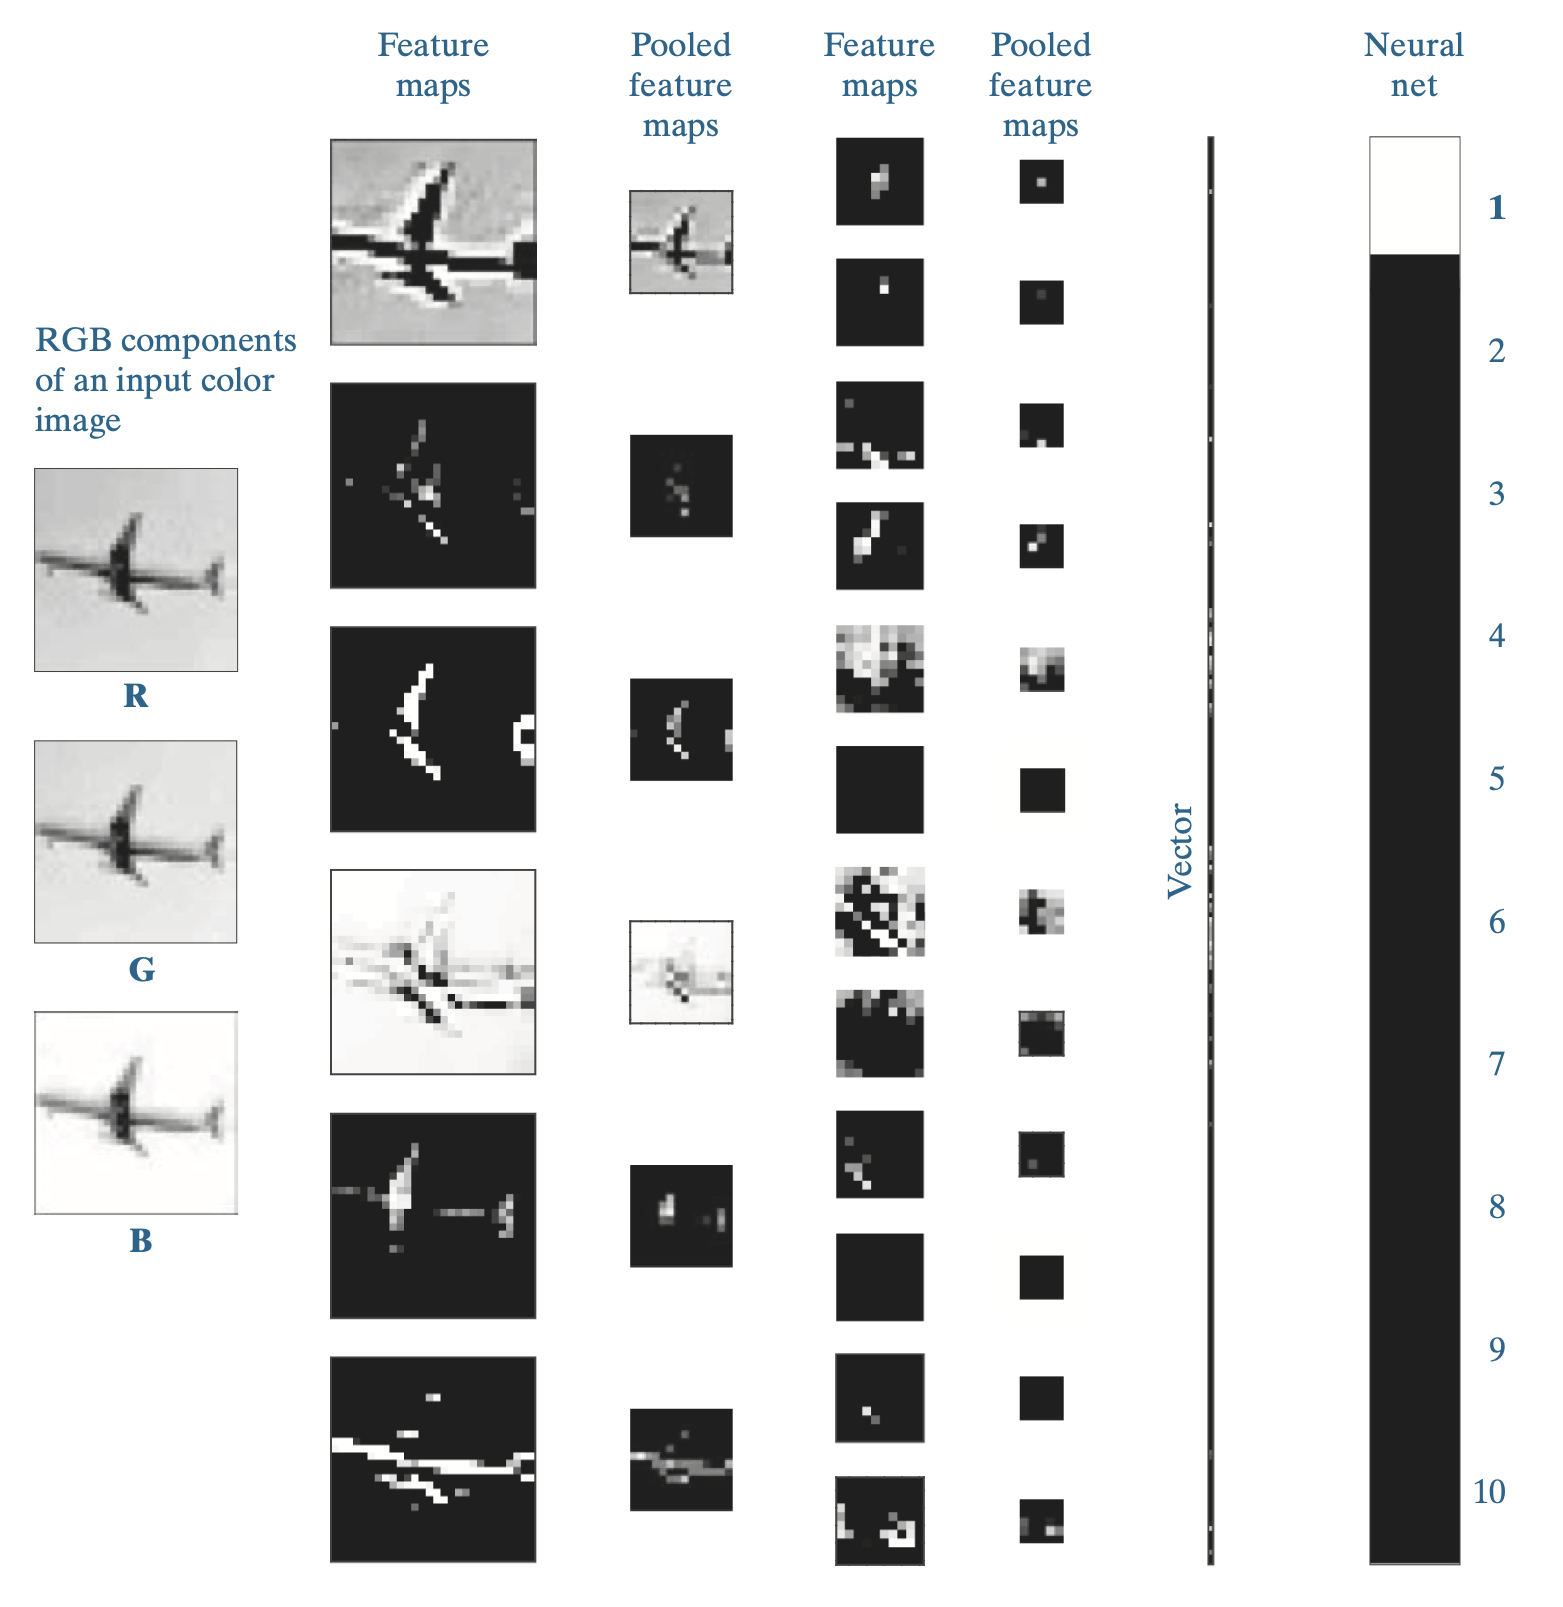 Feature
maps
Pooled
feature
maps
Feature
maps
Pooled
feature
maps
Neural
net
RGB components
of an input color
image
R
G
B
Vector
1
2
3
4
5
6
7
8
9
10